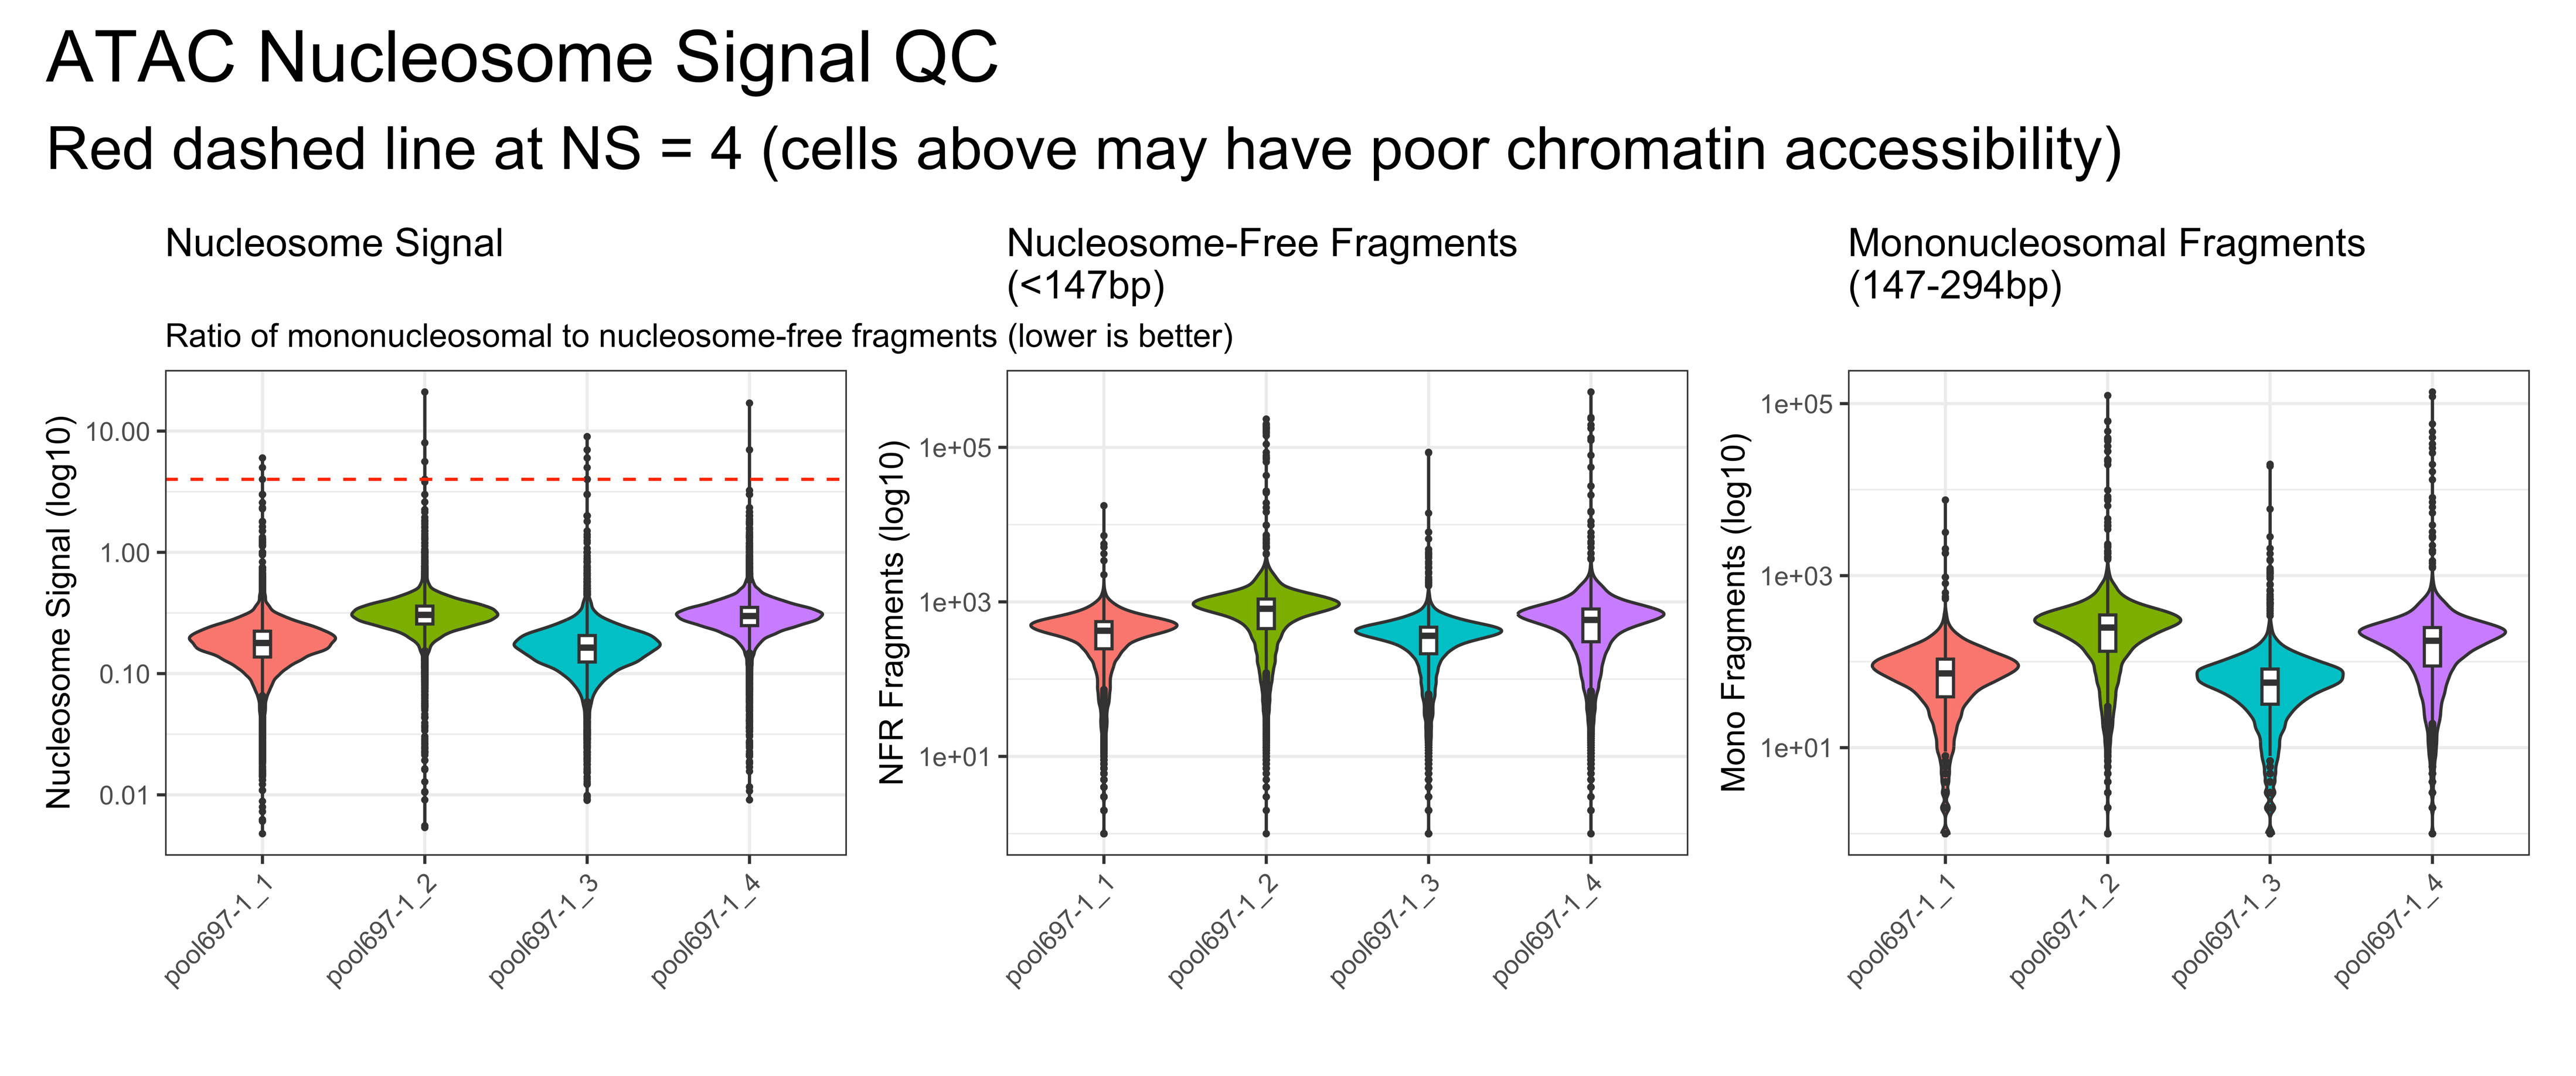 ATAC Nucleosome Signal QC
Red dashed line at NS = 4 (cells above may have poor chromatin accessibility)
Nucleosome Signal
Ratio of mononucleosomal to nucleosome-free fragments (lower is better)
Nucleosome Signal (log10)
10.00
1.00
0.10
0.01
pool697-1_1
pool697-1_2
pool697-1_3
pool697-1_4
Nucleosome-Free Fragments
(<147bp)
NFR Fragments (log10)
1e+05
1e+03
1e+01
pool697-1_1
pool697-1_2
pool697-1_3
pool697-1_4
Mononucleosomal Fragments
(147-294bp)
Mono Fragments (log10)
1e+05
1e+03
1e+01
pool697-1_1
pool697-1_2
pool697-1_3
pool697-1_4